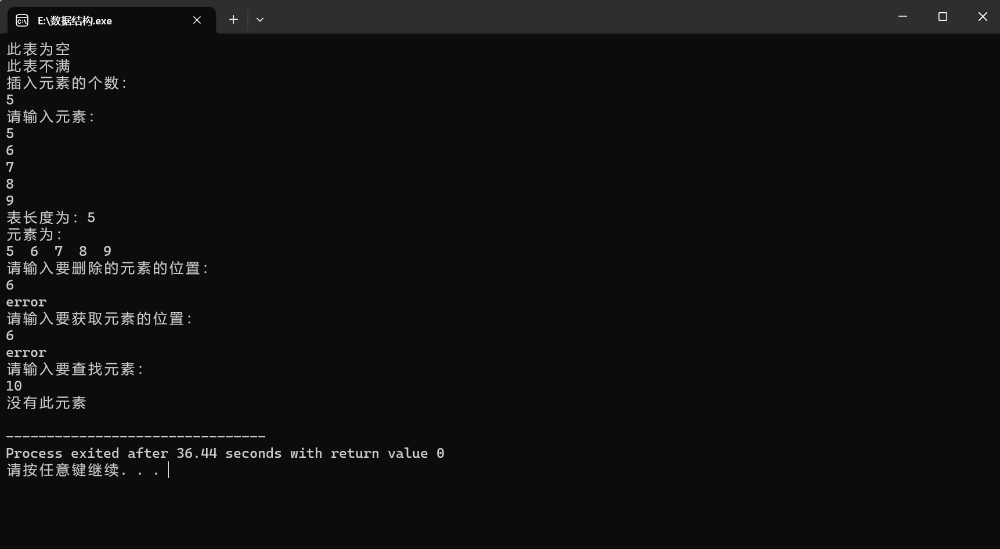 E:\数据结构.exe
此表为空
此表不满
插入元素的个数：
5
请输入元素：
5
6
7
8
9
表长度为：5
元素为：
5  6  7  8  9
请输入要删除的元素的位置：
6
error
请输入要获取元素的位置：
6
error
请输入要查找元素：
10
没有此元素
--------------------------------
Process exited after 36.44 seconds with return value 0
请按任意键继续. . .